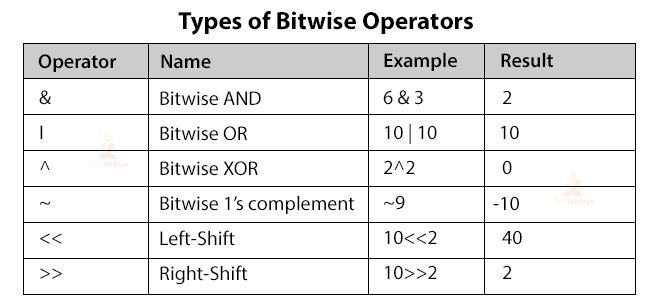 Types of Bitwise Operators
Operator Name Example Result
& Bitwise AND 6 & 3 2
| Bitwise OR 10 | 10 10
^ Bitwise XOR 2^2 0
~ Bitwise 1's complement ~9 -10
<< Left-Shift 10<<2 40
>> Right-Shift 10>>2 2